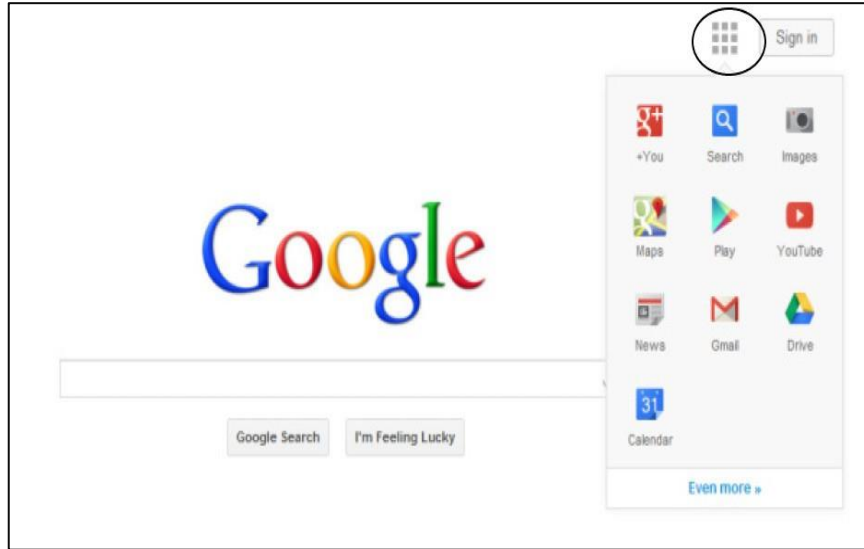 Sign in
g+
+You Search Images
g
Maps Play YouTube
News Gmail Drive
Google
31
Calendar
Google Search I'm Feeling Lucky
Even more »